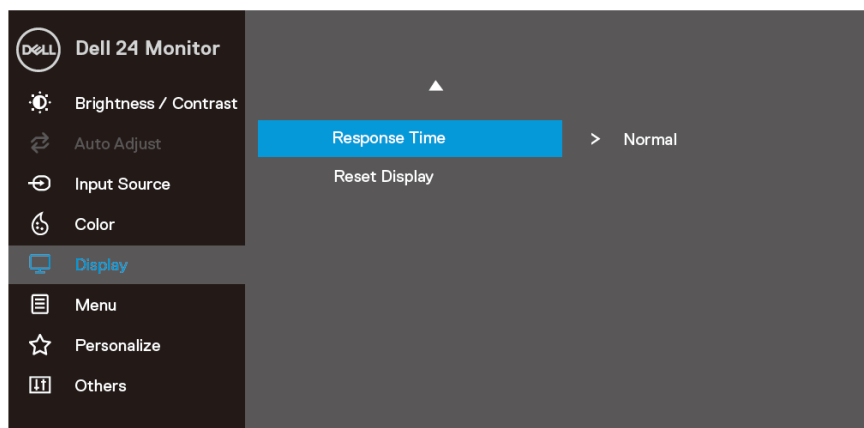 DELL Dell 24 Monitor
Brightness / Contrast
Auto Adjust
Response Time > Normal
Input Source
Reset Display
Color
Display
Menu
Personalize
Others